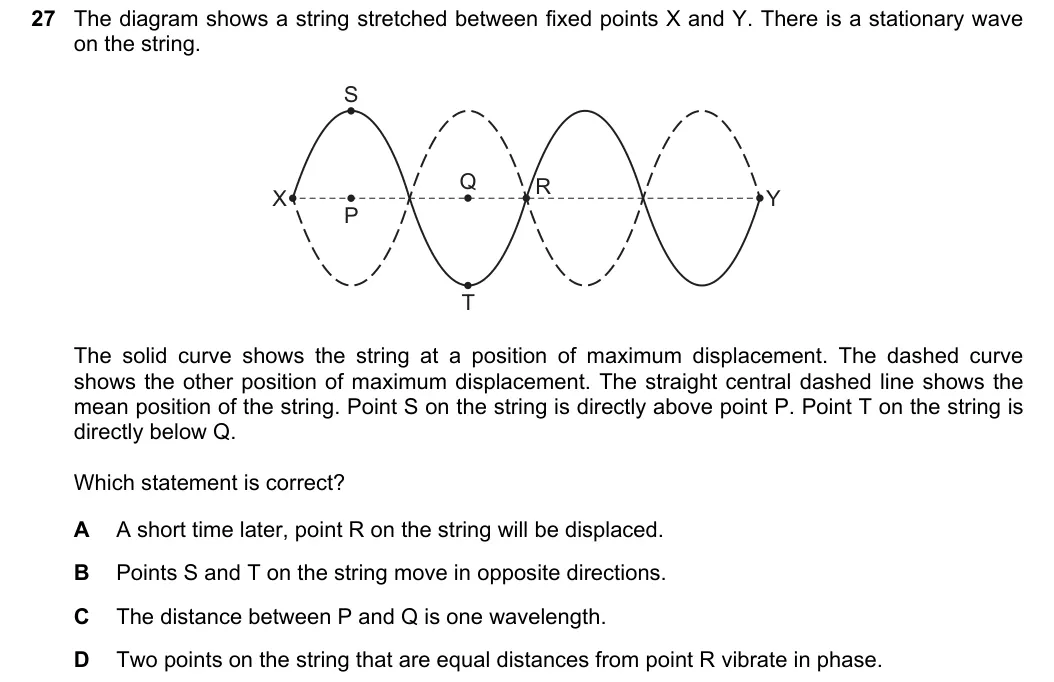 27 The diagram shows a string stretched between fixed points X and Y. There is a stationary wave
on the string.
S
Q
R
X
Y
P
T
The solid curve shows the string at a position of maximum displacement. The dashed curve
shows the other position of maximum displacement. The straight central dashed line shows the
mean position of the string. Point S on the string is directly above point P. Point T on the string is
directly below Q.
Which statement is correct?
A A short time later, point R on the string will be displaced.
B Points S and T on the string move in opposite directions.
C The distance between P and Q is one wavelength.
D Two points on the string that are equal distances from point R vibrate in phase.